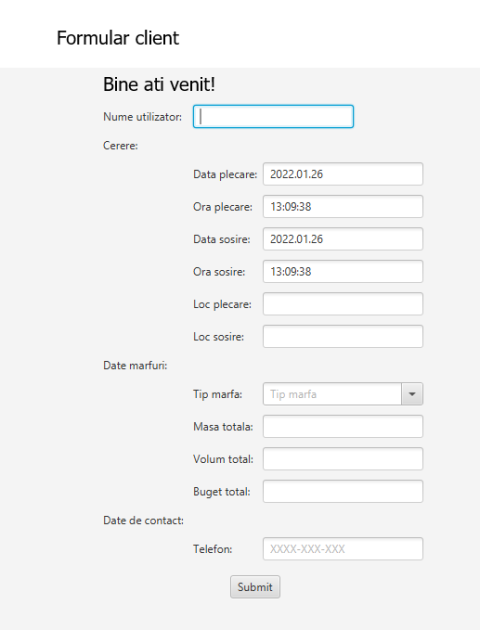 Formular client
Bine ati venit!
Nume utilizator:
Cerere:
Data plecare: 2022.01.26
Ora plecare: 13:09:38
Data sosire: 2022.01.26
Ora sosire: 13:09:38
Loc plecare:
Loc sosire:
Date marfuri:
Tip marfa: Tip marfa
Masa totala:
Volum total:
Buget total:
Date de contact:
Telefon: XXXX-XXX-XXX
Submit